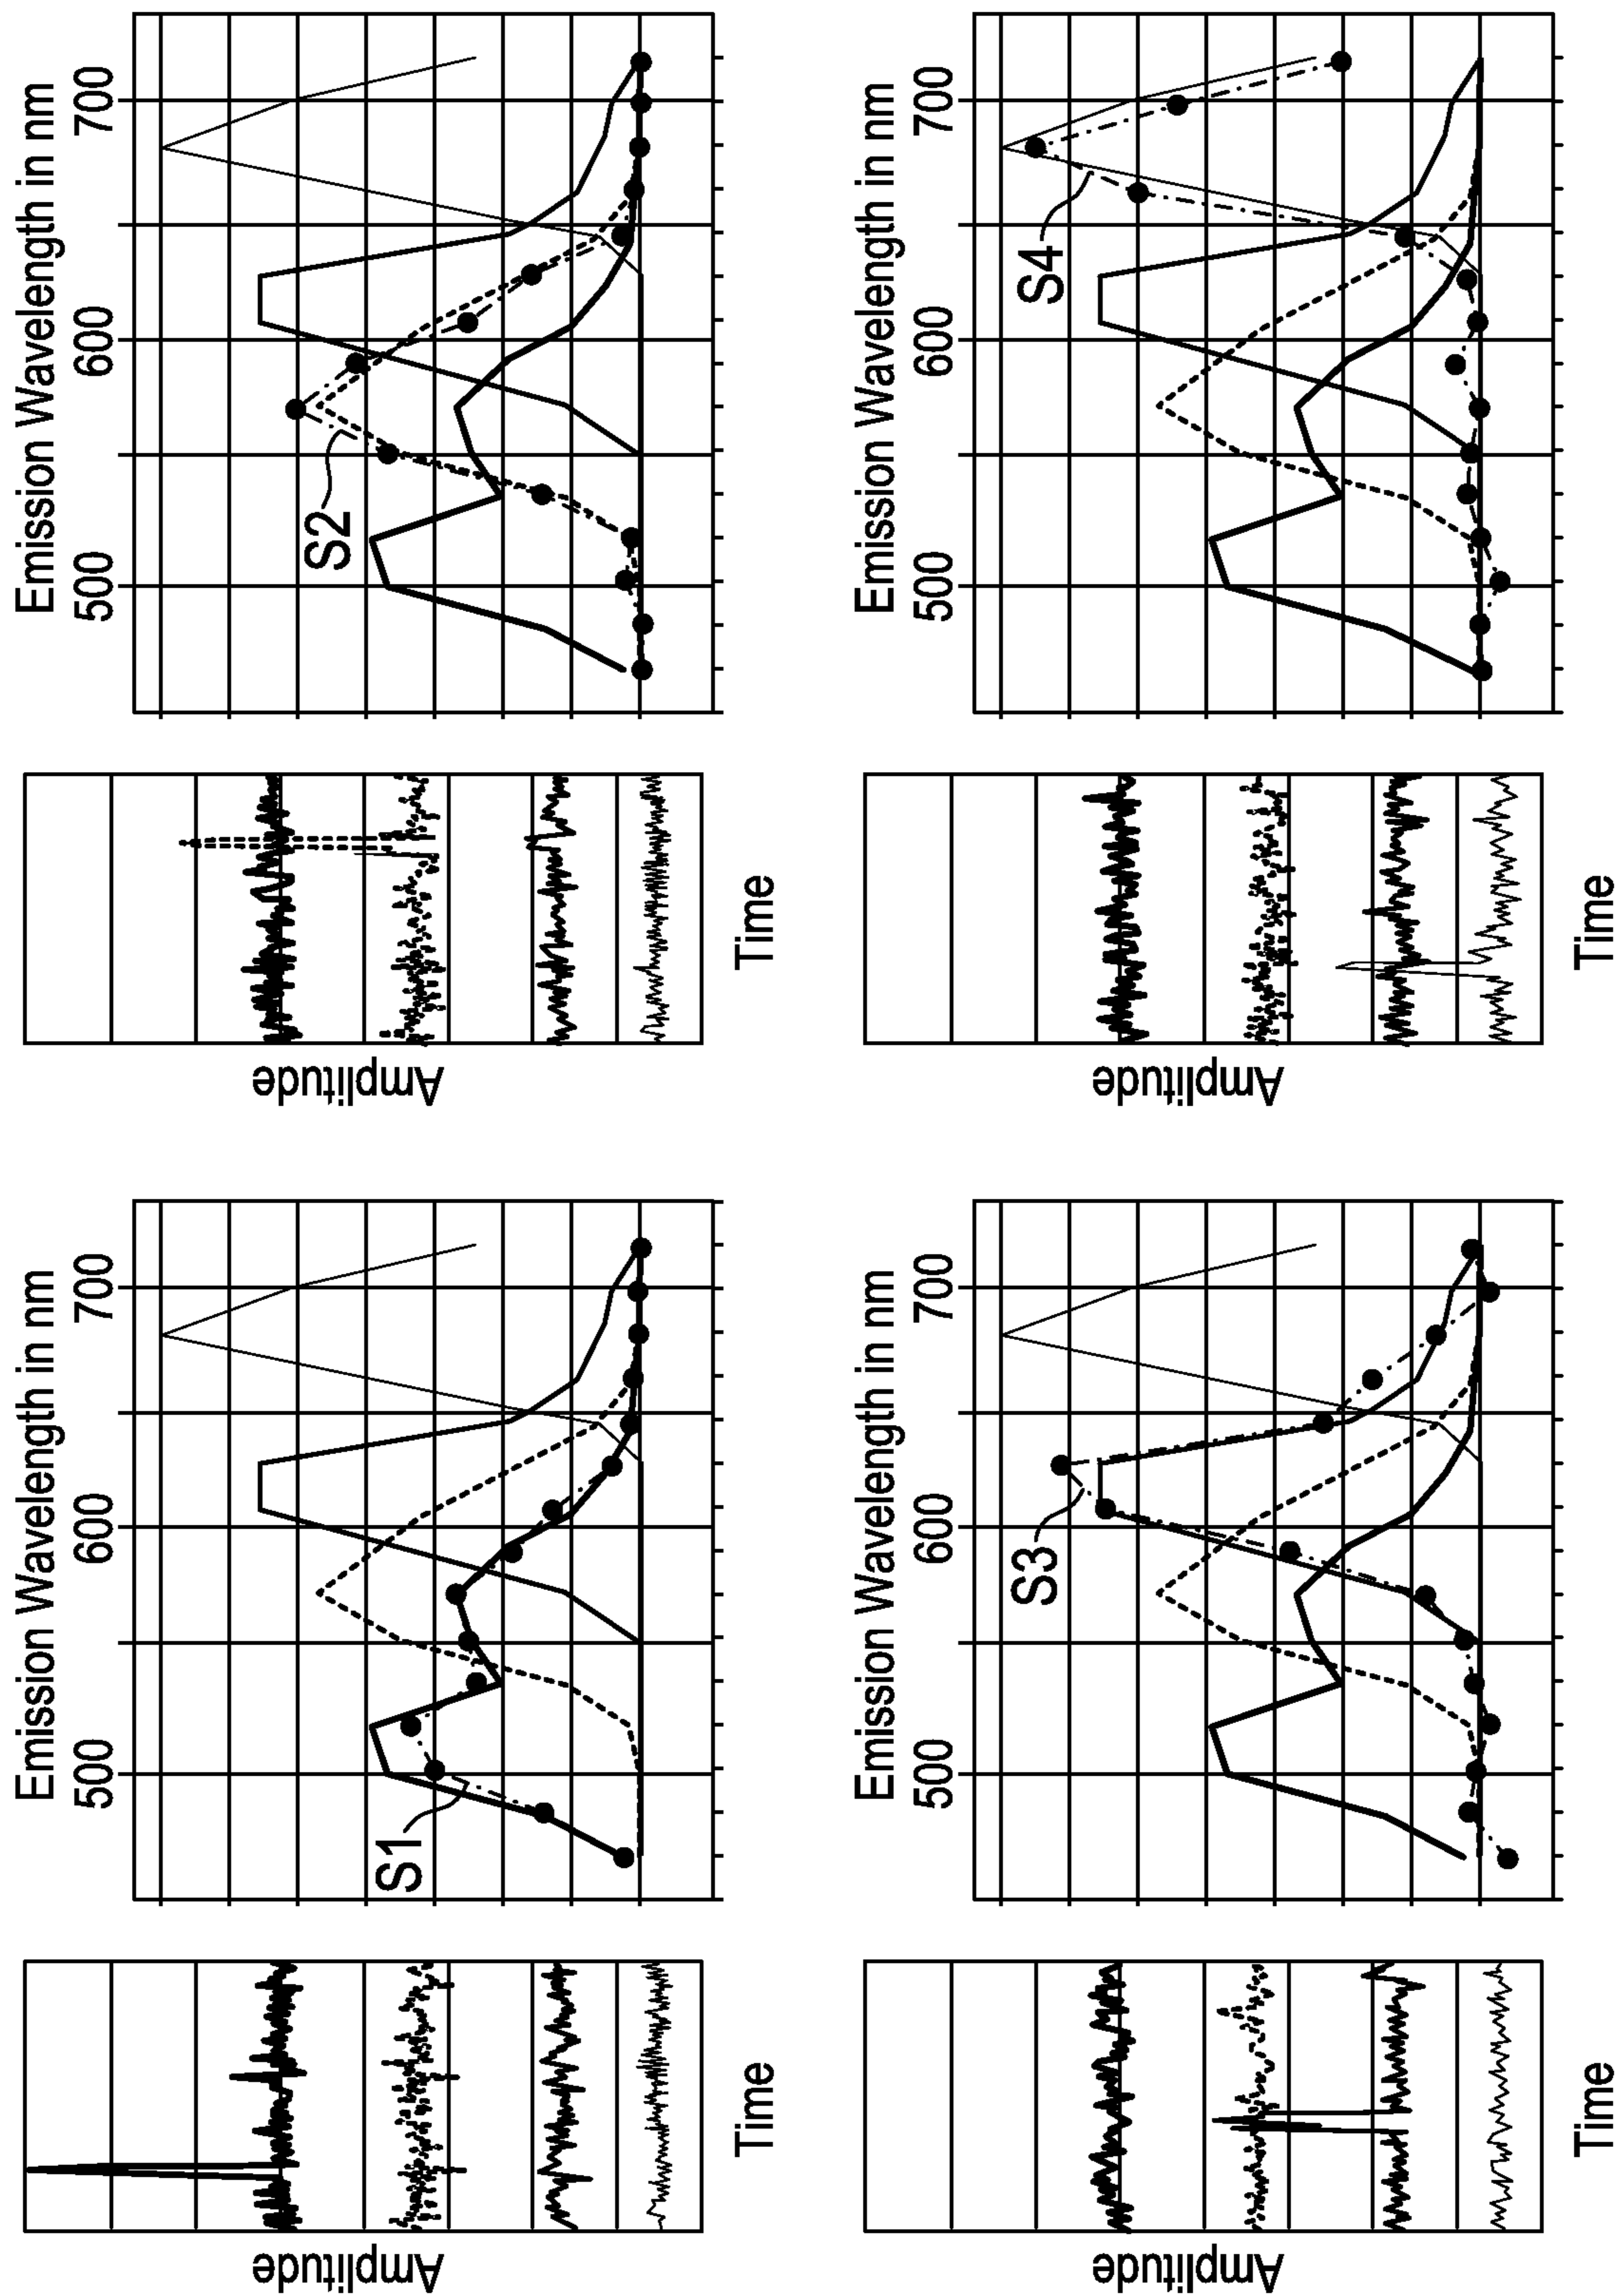 Amplitude
Time
Emission Wavelength in nm
500
600
700
S1
Amplitude
Time
Emission Wavelength in nm
500
600
700
S2
Amplitude
Time
Emission Wavelength in nm
500
600
700
S3
Amplitude
Time
Emission Wavelength in nm
500
600
700
S4